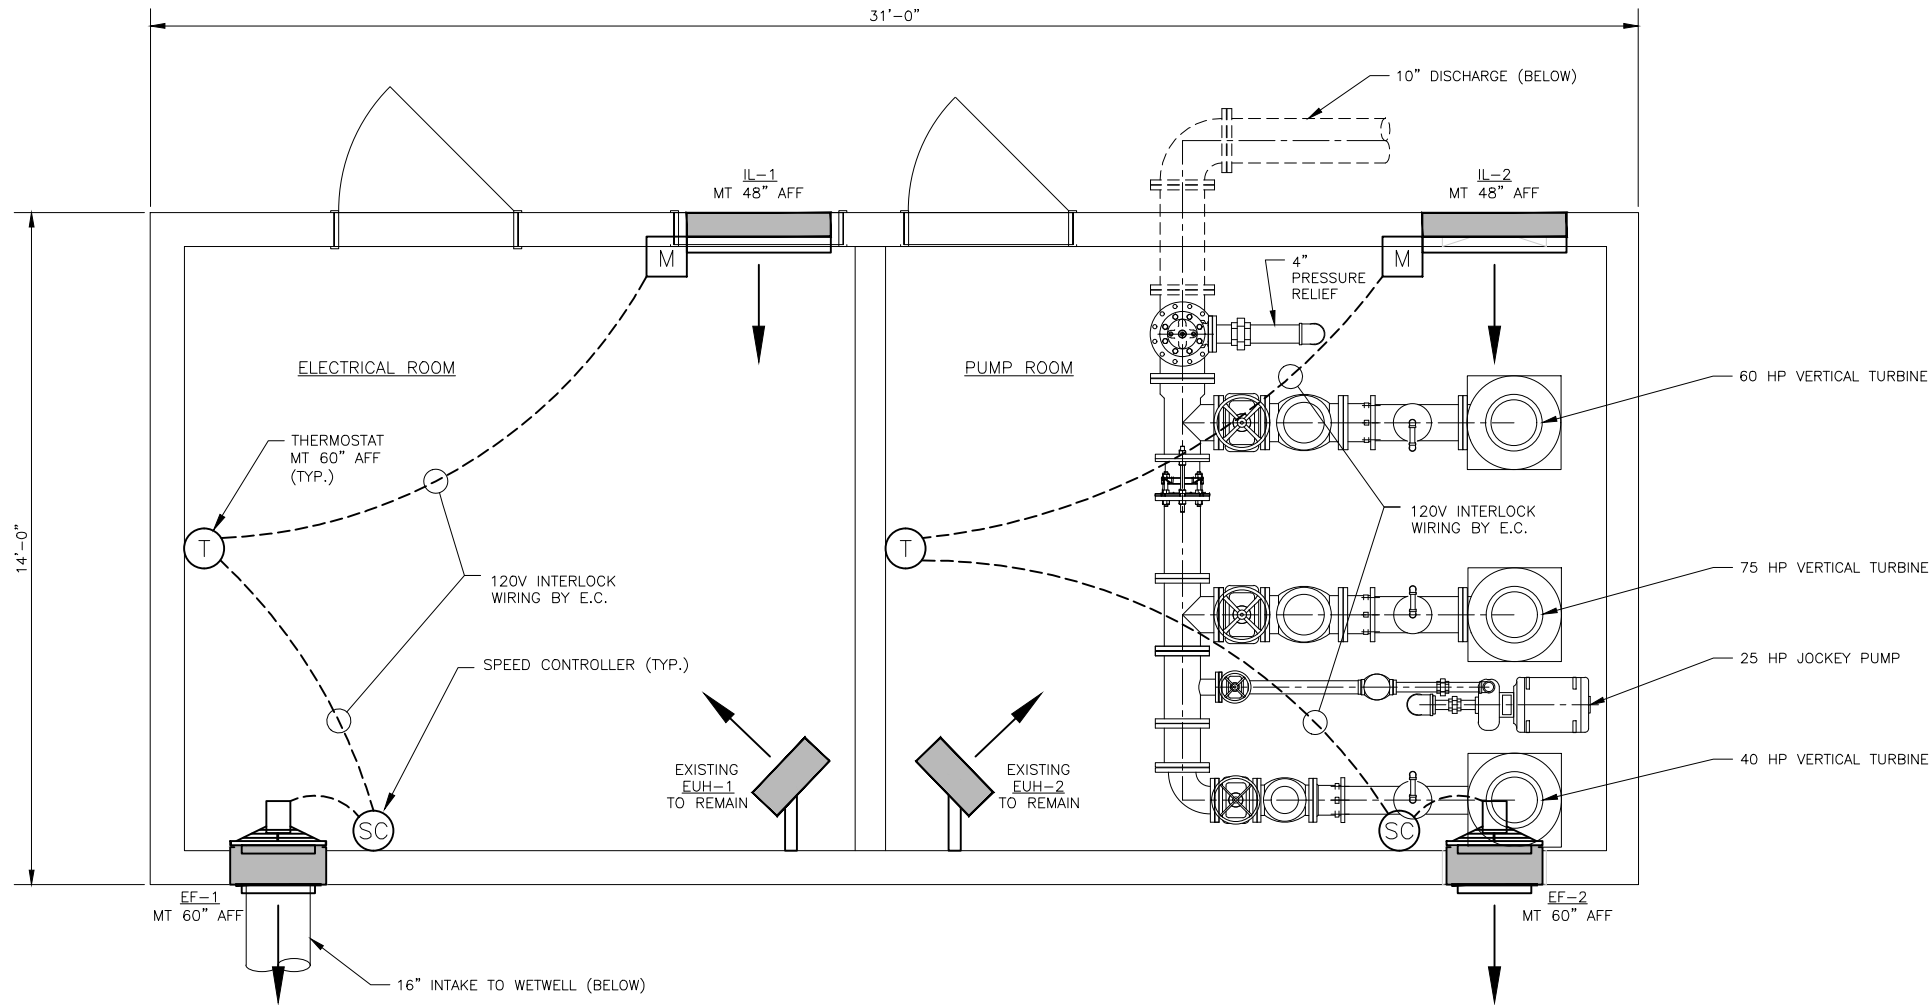 31'-0"
10" DISCHARGE (BELOW)
IL-1
MT 48" AFF
IL-2
MT 48" AFF
M
M
4"
PRESSURE
RELIEF
ELECTRICAL ROOM
PUMP ROOM
60 HP VERTICAL TURBINE
THERMOSTAT
MT 60" AFF
(TYP.)
14'-0"
T
T
120V INTERLOCK
WIRING BY E.C.
120V INTERLOCK
WIRING BY E.C.
75 HP VERTICAL TURBINE
SPEED CONTROLLER (TYP.)
25 HP JOCKEY PUMP
EXISTING
EUH-1
TO REMAIN
EXISTING
EUH-2
TO REMAIN
40 HP VERTICAL TURBINE
SC
SC
EF-1
MT 60" AFF
EF-2
MT 60" AFF
16" INTAKE TO WETWELL (BELOW)